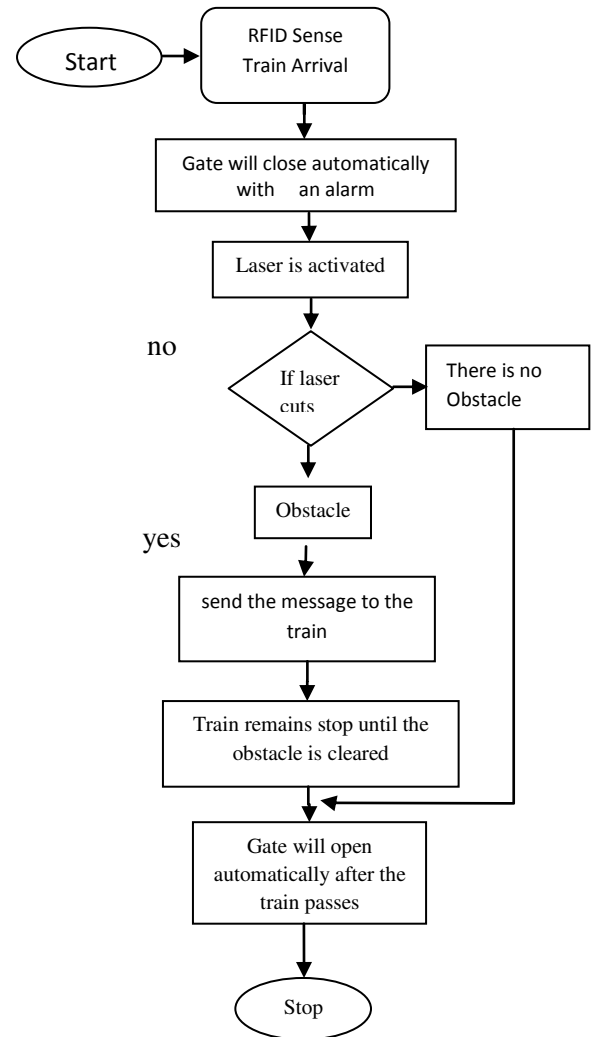 Start
RFID Sense
Train Arrival
Gate will close automatically
with an alarm
Laser is activated
no
If laser
cuts
There is no
Obstacle
Obstacle
yes
send the message to the
train
Train remains stop until the
obstacle is cleared
Gate will open
automatically after the
train passes
Stop